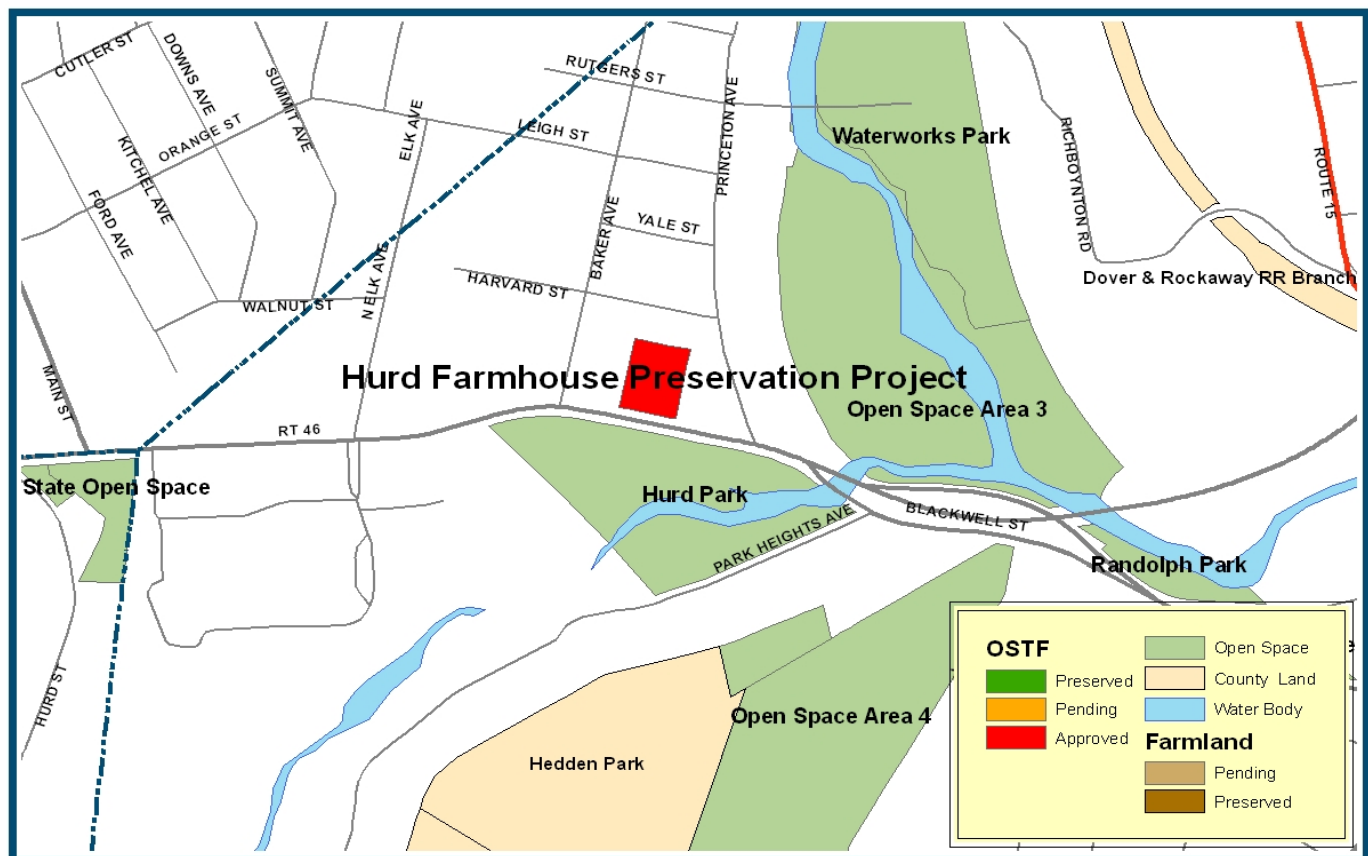 CUTLER ST
DOWNS AVE
SUMMIT AVE
ORANGE ST
KITCHEL AVE
FORD AVE
ELK AVE
N ELK AVE
WALNUT ST
MAIN ST
RUTGERS ST
LEIGH ST
PRINCETON AVE
BAKER AVE
YALE ST
HARVARD ST
Waterworks Park
RICHBOYNTON RD
ROUTE 15
Dover & Rockaway RR Branch
Hurd Farmhouse Preservation Project
Open Space Area 3
RT 46
State Open Space
Hurd Park
BLACKWELL ST
PARK HEIGHTS AVE
Randolph Park
HURD ST
Open Space Area 4
Hedden Park
OSTF
Preserved
Pending
Approved
Open Space
County Land
Water Body
Farmland
Pending
Preserved